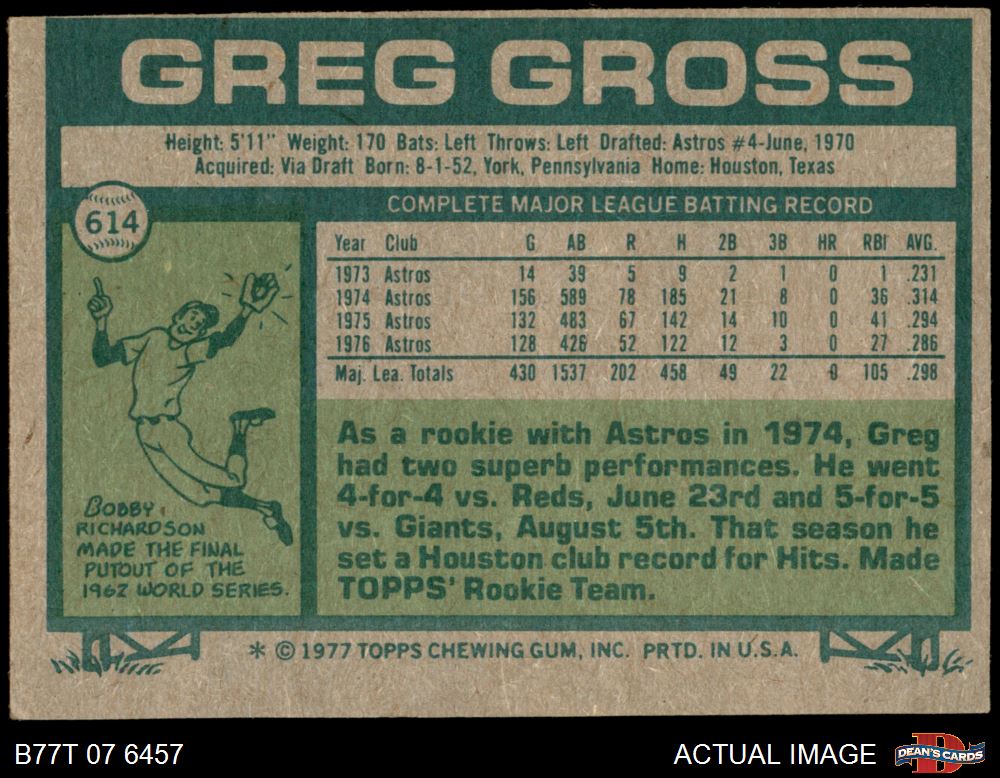 GREG GROSS
Height: 5'11" Weight: 170 Bats: Left Throws: Left Drafted: Astros #4-June, 1970
Acquired: Via Draft Born: 8-1-52, York, Pennsylvania Home: Houston, Texas
614
COMPLETE MAJOR LEAGUE BATTING RECORD
Year Club G AB R H 2B 3B HR RBI AVG.
1973 Astros 14 39 5 9 2 1 0 1 .231
1974 Astros 156 589 78 185 21 8 0 36 .314
1975 Astros 132 483 67 142 14 10 0 41 .294
1976 Astros 128 426 52 122 12 3 0 27 .286
Maj. Lea. Totals 430 1537 202 458 49 22 0 105 .298
BOBBY
RICHARDSON
MADE THE FINAL
PUTOUT OF THE
1962 WORLD SERIES.
As a rookie with Astros in 1974, Greg
had two superb performances. He went
4-for-4 vs. Reds, June 23rd and 5-for-5
vs. Giants, August 5th. That season he
set a Houston club record for Hits. Made
TOPPS' Rookie Team.
* © 1977 TOPPS CHEWING GUM, INC. PRTD. IN U.S.A.
B77T 07 6457
ACTUAL IMAGE
D
DEAN'S CARDS